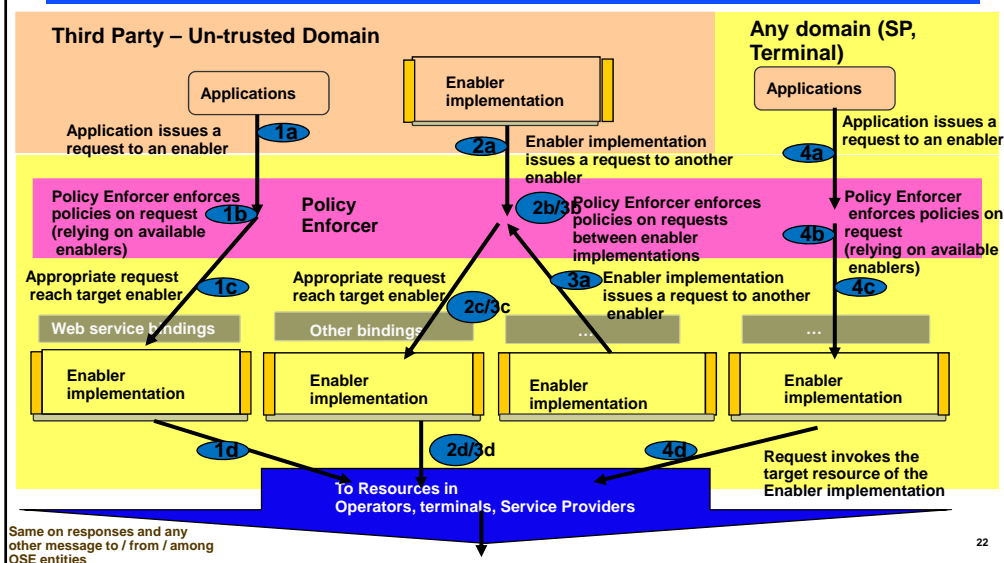 Third Party – Un-trusted Domain
Any domain (SP,
Terminal)
Applications
Enabler
implementation
Applications
Application issues a
request to an enabler
1a
2a
Enabler implementation
issues a request to another
enabler
4a
Application issues a
request to an enabler
Policy Enforcer enforces
policies on request
(relying on available
enablers)
1b
Policy
Enforcer
2b/3b
Policy Enforcer enforces
policies on requests
between enabler
implementations
4b
Policy Enforcer
enforces policies on
request
(relying on available
enablers)
Appropriate request
reach target enabler
1c
Appropriate request
reach target enabler
2c/3c
3a
Enabler implementation
issues a request to another
enabler
4c
Web service bindings
Other bindings
...
...
Enabler
implementation
Enabler
implementation
Enabler
implementation
Enabler
implementation
1d
2d/3d
4d
Request invokes the
target resource of the
Enabler implementation
To Resources in
Operators, terminals, Service Providers
Same on responses and any
other message to / from / among
OSE entities
22